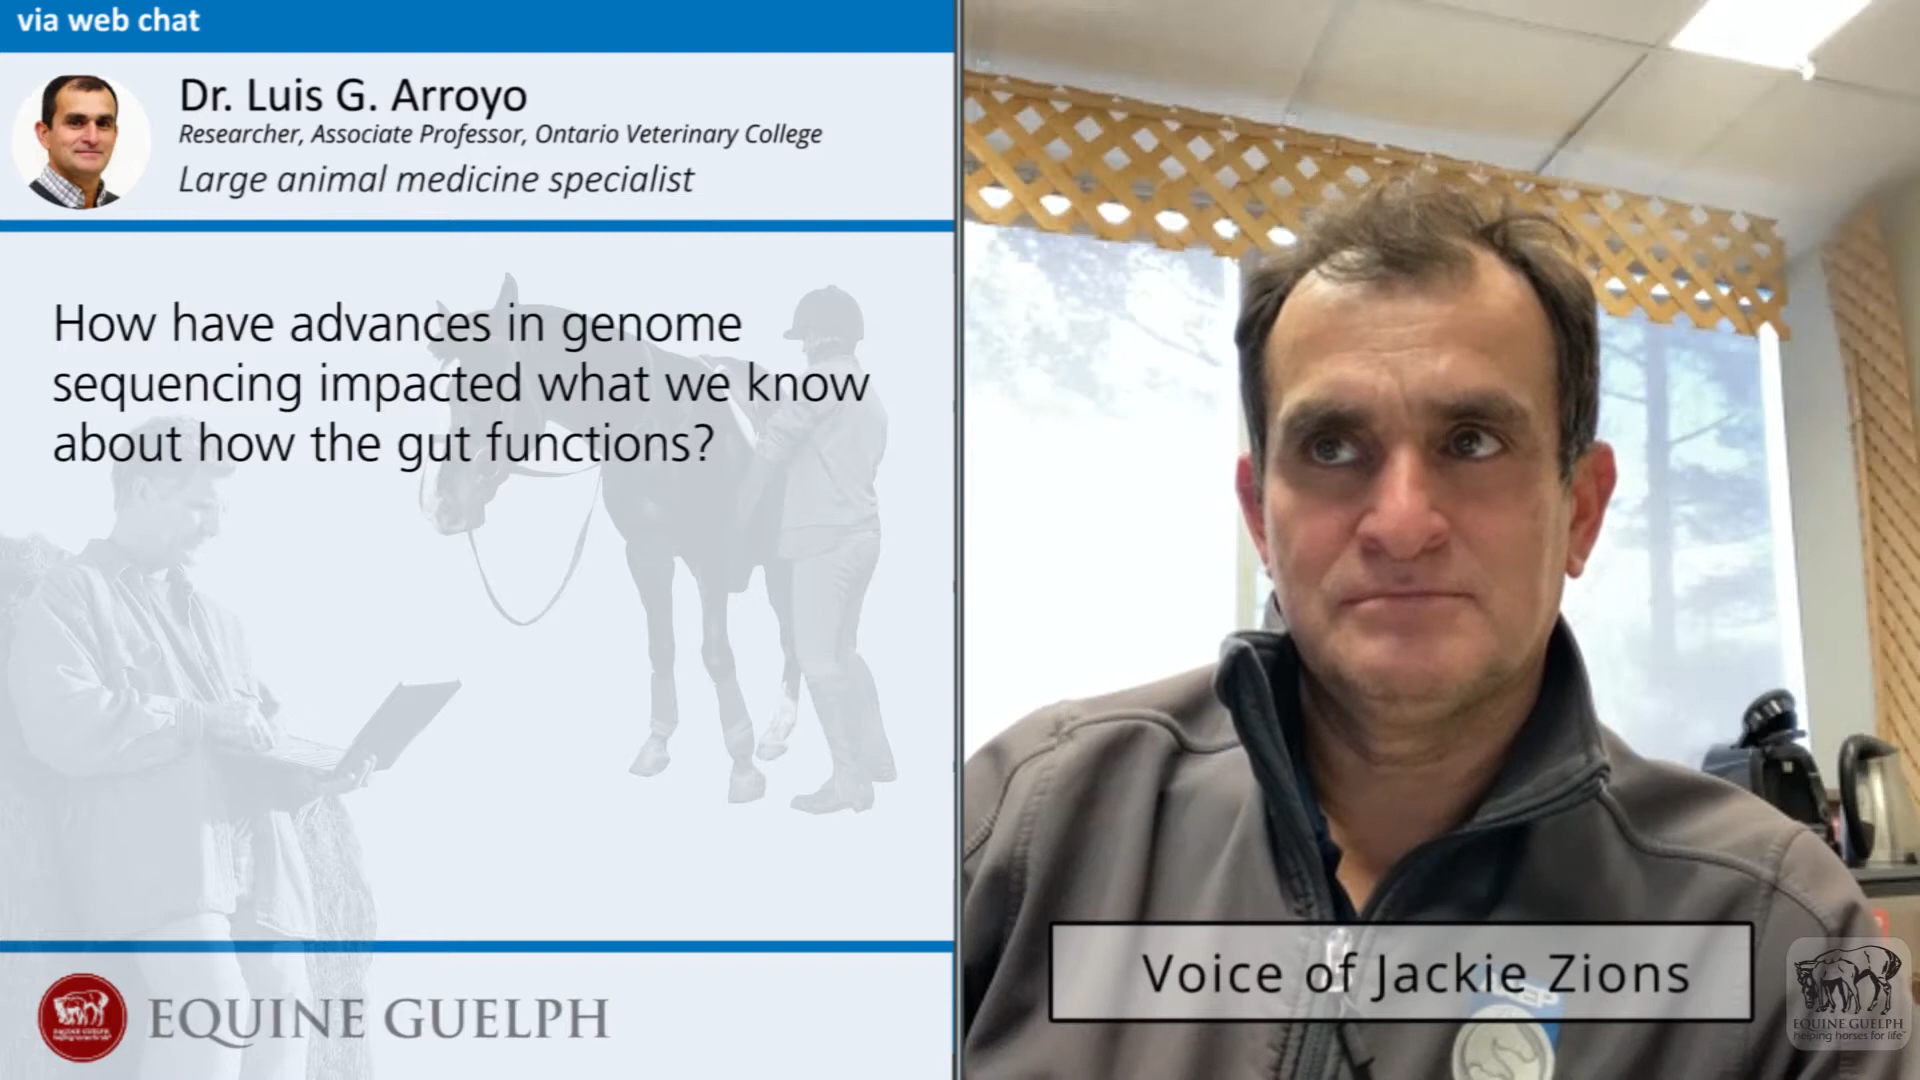 via web chat
Dr. Luis G. Arroyo
Researcher, Associate Professor, Ontario Veterinary College
Large animal medicine specialist
How have advances in genome
sequencing impacted what we know
about how the gut functions?
EQUINE GUELPH
Voice of Jackie Zions
EQUINE GUELPH
helping horses for life™